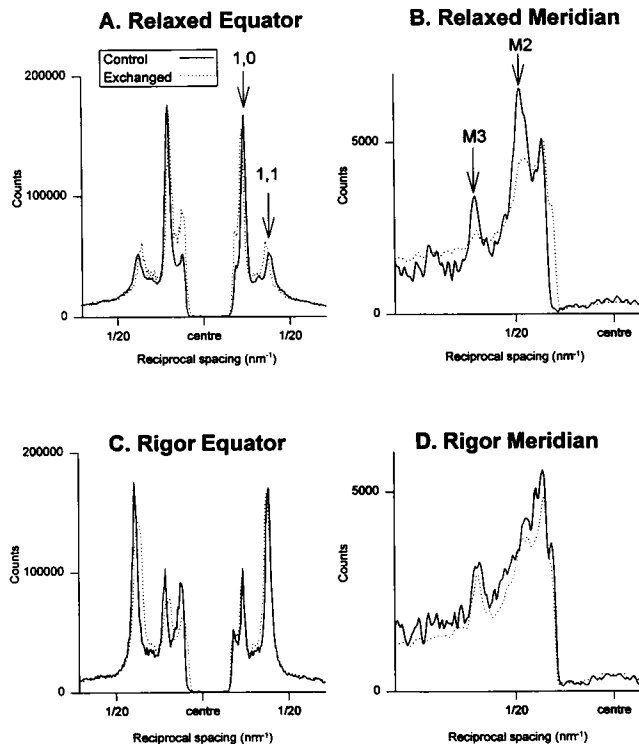 A. Relaxed Equator
Control
Exchanged
1,0
1,1
200000
100000
0
Counts
1/20
centre
1/20
Reciprocal spacing (nm⁻¹)
B. Relaxed Meridian
M2
M3
5000
0
Counts
1/20
centre
Reciprocal spacing (nm⁻¹)
C. Rigor Equator
200000
100000
0
Counts
1/20
centre
1/20
Reciprocal spacing (nm⁻¹)
D. Rigor Meridian
5000
0
Counts
1/20
centre
Reciprocal spacing (nm⁻¹)